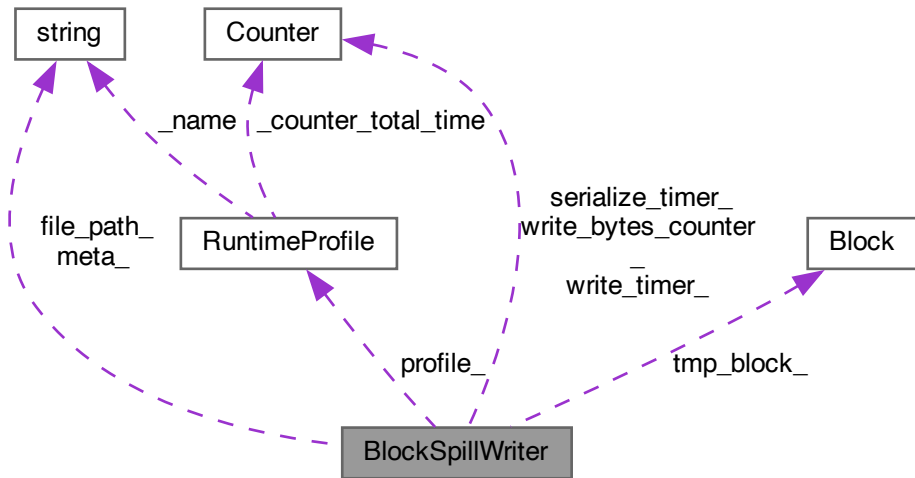 string
Counter
_name
_counter_total_time
file_path_
meta_
RuntimeProfile
serialize_timer_
write_bytes_counter
_
write_timer_
Block
profile_
tmp_block_
BlockSpillWriter